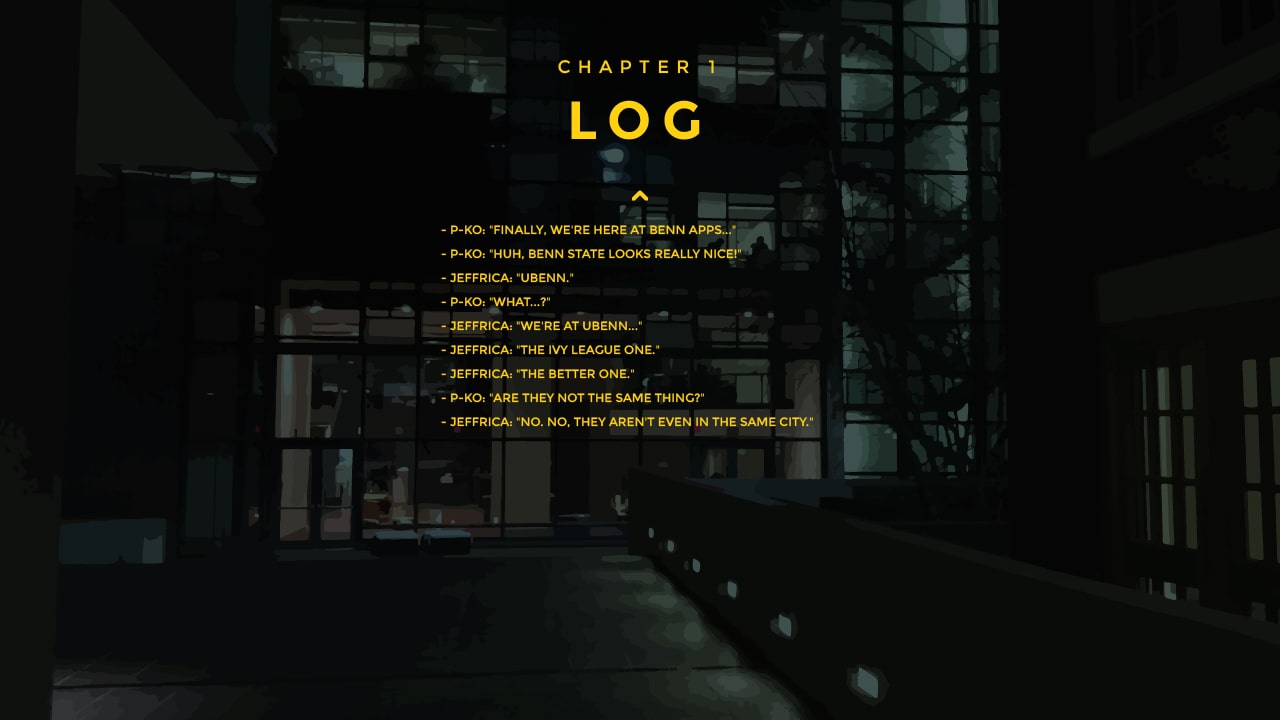 CHAPTER 1
LOG
- P-KO: "FINALLY, WE'RE HERE AT BENN APPS..."
- P-KO: "HUH, BENN STATE LOOKS REALLY NICE!"
- JEFFRICA: "UBENN."
- P-KO: "WHAT...?"
- JEFFRICA: "WE'RE AT UBENN..."
- JEFFRICA: "THE IVY LEAGUE ONE."
- JEFFRICA: "THE BETTER ONE."
- P-KO: "ARE THEY NOT THE SAME THING?"
- JEFFRICA: "NO. NO, THEY AREN'T EVEN IN THE SAME CITY."